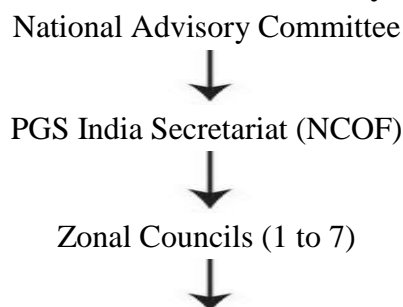 National Advisory Committee
PGS India Secretariat (NCOF)
Zonal Councils (1 to 7)